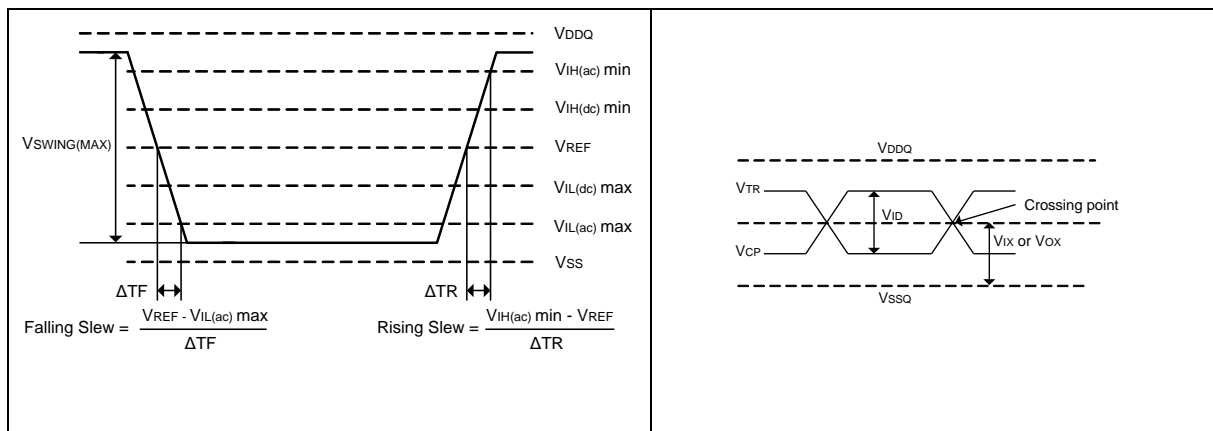 VDDQ
VIH(ac) min
VIH(dc) min
VSWING(MAX)
VREF
VIL(dc) max
VIL(ac) max
VSS
ΔTF
ΔTR
Falling Slew = VREF - VIL(ac) max
ΔTF
Rising Slew = VIH(ac) min - VREF
ΔTR
VDDQ
VTR
VID
Crossing point
VCP
VIX or VOX
VSSQ